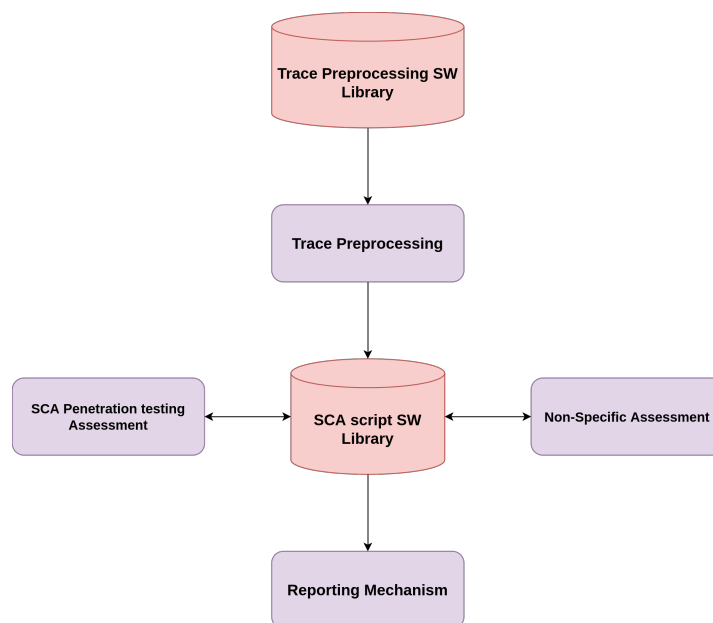 Trace Preprocessing SW
Library
Trace Preprocessing
SCA Penetration testing
Assessment
SCA script SW
Library
Non-Specific Assessment
Reporting Mechanism